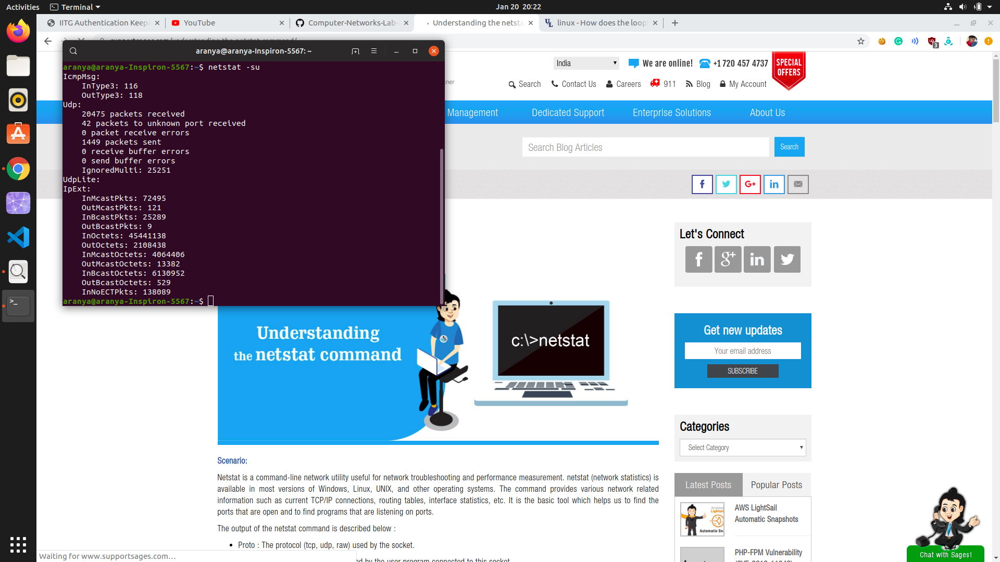 Activities
Terminal
Jan 20 20:22
IITG Authentication Keepe
YouTube
Computer-Networks-Lab-
Understanding the netsta
linux - How does the loop
aranya@aranya-Inspiron-5567: ~
3
aranya@aranya-Inspiron-5567:~$ netstat -su
IcmpMsg:
InType3: 116
OutType3: 118
Udp:
20475 packets received
42 packets to unknown port received
0 packet receive errors
1449 packets sent
0 receive buffer errors
0 send buffer errors
IgnoredMulti: 25251
UdpLite:
IpExt:
InMcastPkts: 72495
OutMcastPkts: 121
InBcastPkts: 25289
OutBcastPkts: 9
InOctets: 45441138
OutOctets: 2108438
InMcastOctets: 4064406
OutMcastOctets: 13382
InBcastOctets: 6130952
OutBcastOctets: 529
InNoECTPkts: 138089
aranya@aranya-Inspiron-5567:~$
India
We are online!
+1 720 457 4737
SPECIAL
OFFERS
Search
Contact Us
Careers
911
Blog
My Account
Management
Dedicated Support
Enterprise Solutions
About Us
Search Blog Articles
Search
Let's Connect
Understanding
the netstat command
c:\>netstat
Get new updates
Your email address
SUBSCRIBE
Categories
Select Category
Scenario:
Netstat is a command-line network utility useful for network troubleshooting and performance measurement. netstat (network statistics) is
available in most versions of Windows, Linux, UNIX, and other operating systems. The command provides various network related
information such as current TCP/IP connections, routing tables, interface statistics, etc. It is the basic tool which helps us to find the
ports that are open and to find programs that are listening on ports.
The output of the netstat command is described below :
Proto : The protocol (tcp, udp, raw) used by the socket.
by the user program connected to this socket.
Latest Posts
Popular Posts
AWS LightSail
Automatic Snapshots
Amazon
Lightsail
Automatic Sna
PHP-FPM Vulnerability
Chat with Sages!
Waiting for www.supportsages.com...